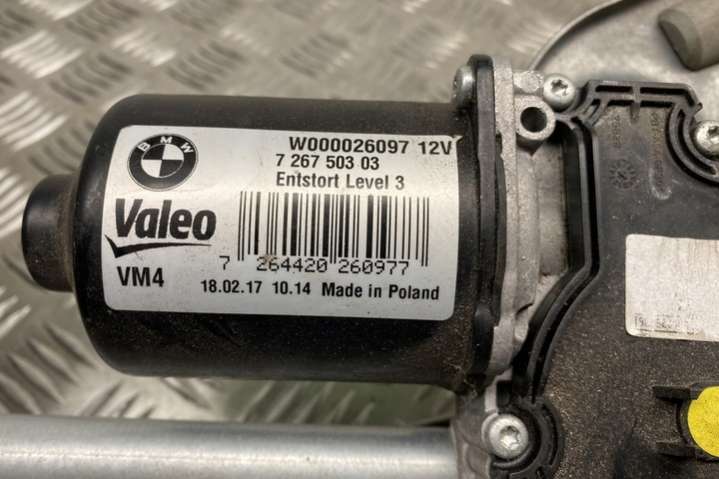 BMW
W000026097 12V
7 267 503 03
Entstort Level 3
Valeo
7 264420 260977
VM4
18.02.17 10.14 Made in Poland